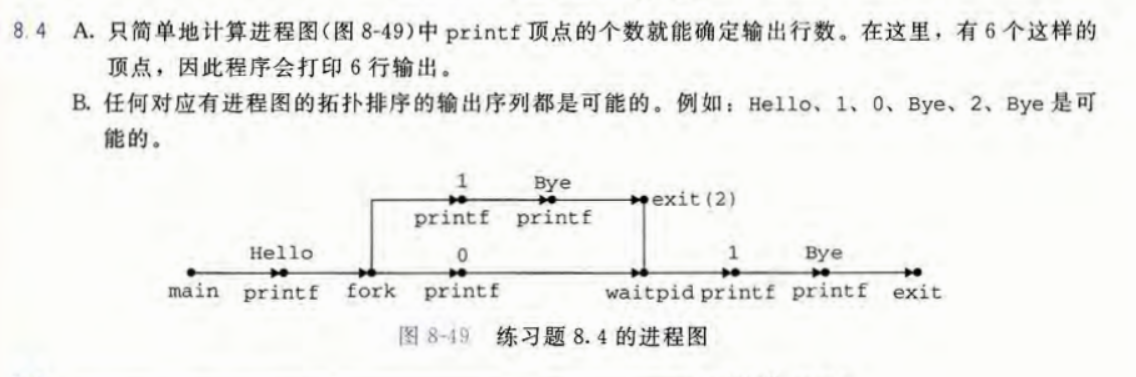 8.4 A. 只简单地计算进程图(图 8-49)中 printf 顶点的个数就能确定输出行数。在这里，有 6 个这样的
顶点，因此程序会打印 6 行输出。
B. 任何对应有进程图的拓扑排序的输出序列都是可能的。例如：Hello、1、0、Bye、2、Bye 是可
能的。
1 Bye
exit(2)
printf printf
Hello 0 1 Bye
main printf fork printf waitpid printf printf exit
图 8-49 练习题 8.4 的进程图